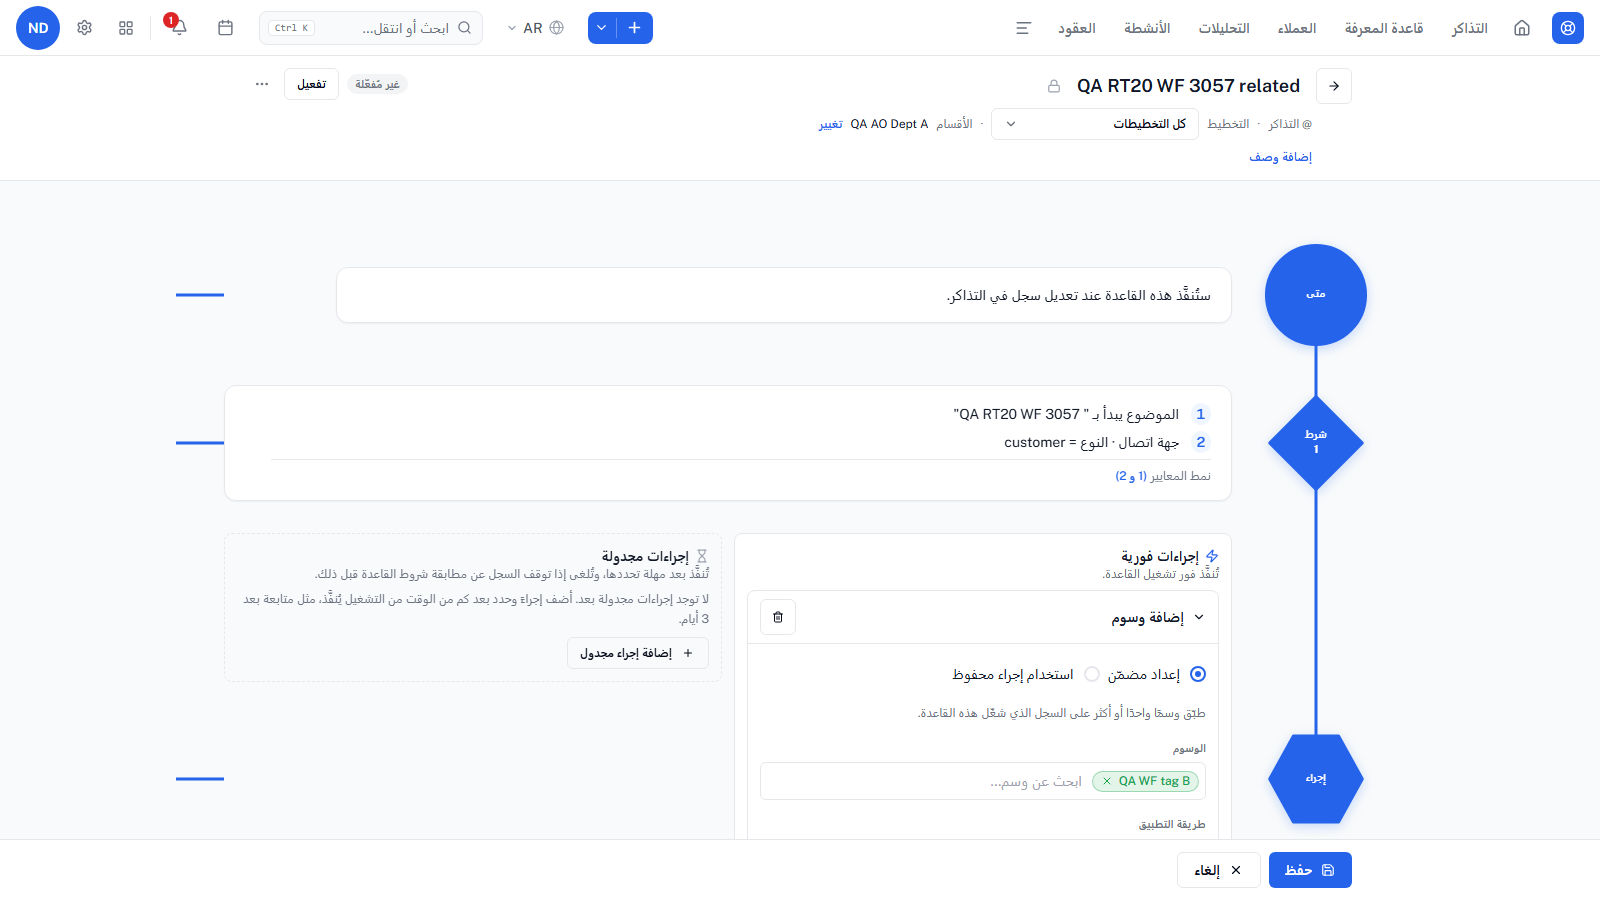 التذاكر
قاعدة المعرفة
العملاء
التحليلات
الأنشطة
العقود
AR
ابحث أو انتقل...
Ctrl K
1
ND
QA RT20 WF 3057 related
غير مُفعّلة
تفعيل
@ التذاكر · التخطيط
كل التخطيطات
· الأقسام QA AO Dept A تغيير
إضافة وصف
متى
ستُنفَّذ هذه القاعدة عند تعديل سجل في التذاكر.
شرط
1
1 الموضوع يبدأ بـ "QA RT20 WF 3057 "
2 جهة اتصال · النوع = customer
نمط المعايير (1 و 2)
إجراءات فورية
تُنفَّذ فور تشغيل القاعدة.
إضافة وسوم
إعداد مضمّن
استخدام إجراء محفوظ
طبّق وسمًا واحدًا أو أكثر على السجل الذي شغّل هذه القاعدة.
الوسوم
QA WF tag B
ابحث عن وسم...
طريقة التطبيق
إجراءات مجدولة
تُنفَّذ بعد مهلة تحددها، وتُلغى إذا توقف السجل عن مطابقة شروط القاعدة قبل ذلك.
لا توجد إجراءات مجدولة بعد. أضف إجراءً وحدد بعد كم من الوقت من التشغيل يُنفَّذ، مثل متابعة بعد
3 أيام.
إضافة إجراء مجدول
إجراء
حفظ
إلغاء